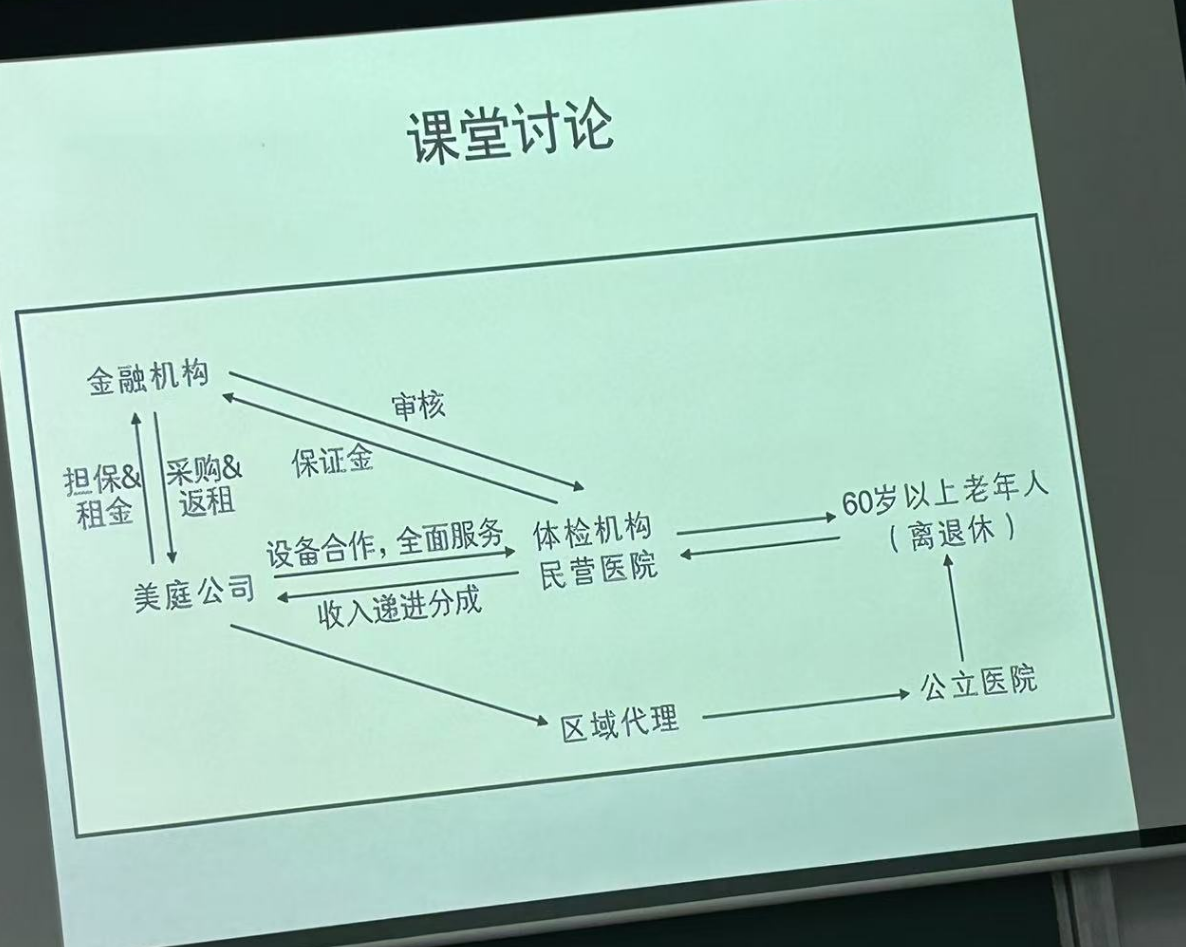 课堂讨论
金融机构
审核
保证金
担保&
租金
采购&
返租
设备合作，全面服务
体检机构
民营医院
60岁以上老年人
（离退休）
美庭公司
收入递进分成
区域代理
公立医院